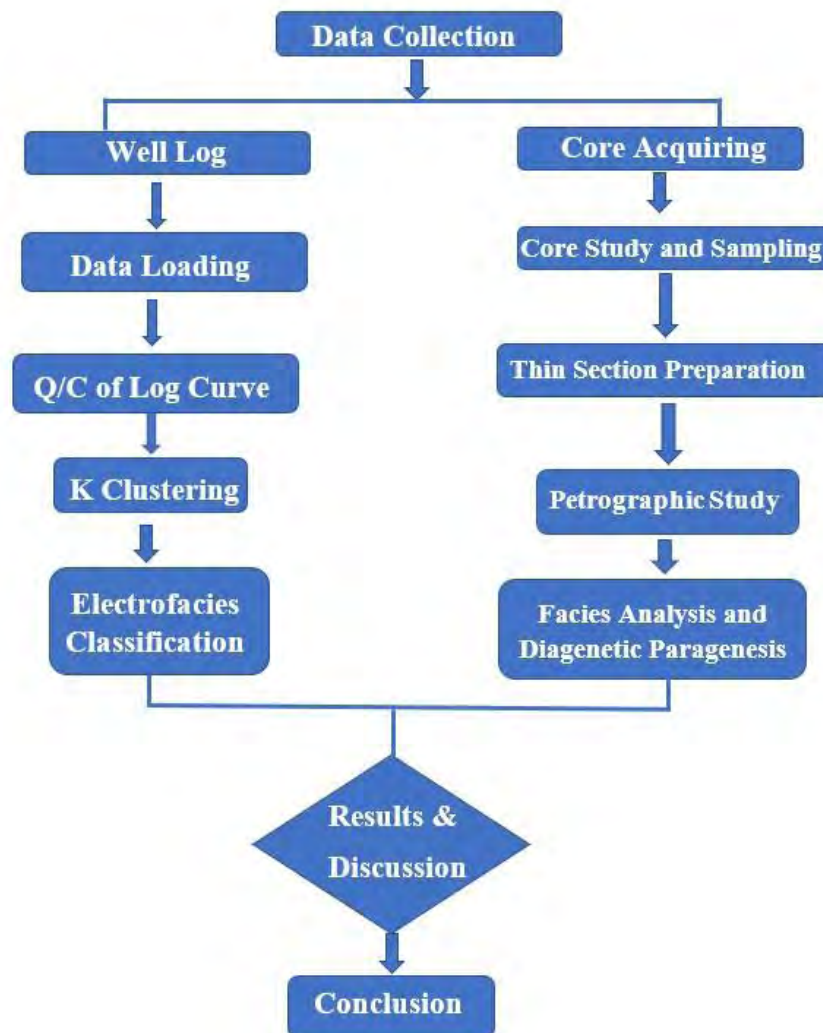 Data Collection
Well Log
Data Loading
Q/C of Log Curve
K Clustering
Electrofacies
Classification
Core Acquiring
Core Study and Sampling
Thin Section Preparation
Petrographic Study
Facies Analysis and
Diagenetic Paragenesis
Results &
Discussion
Conclusion